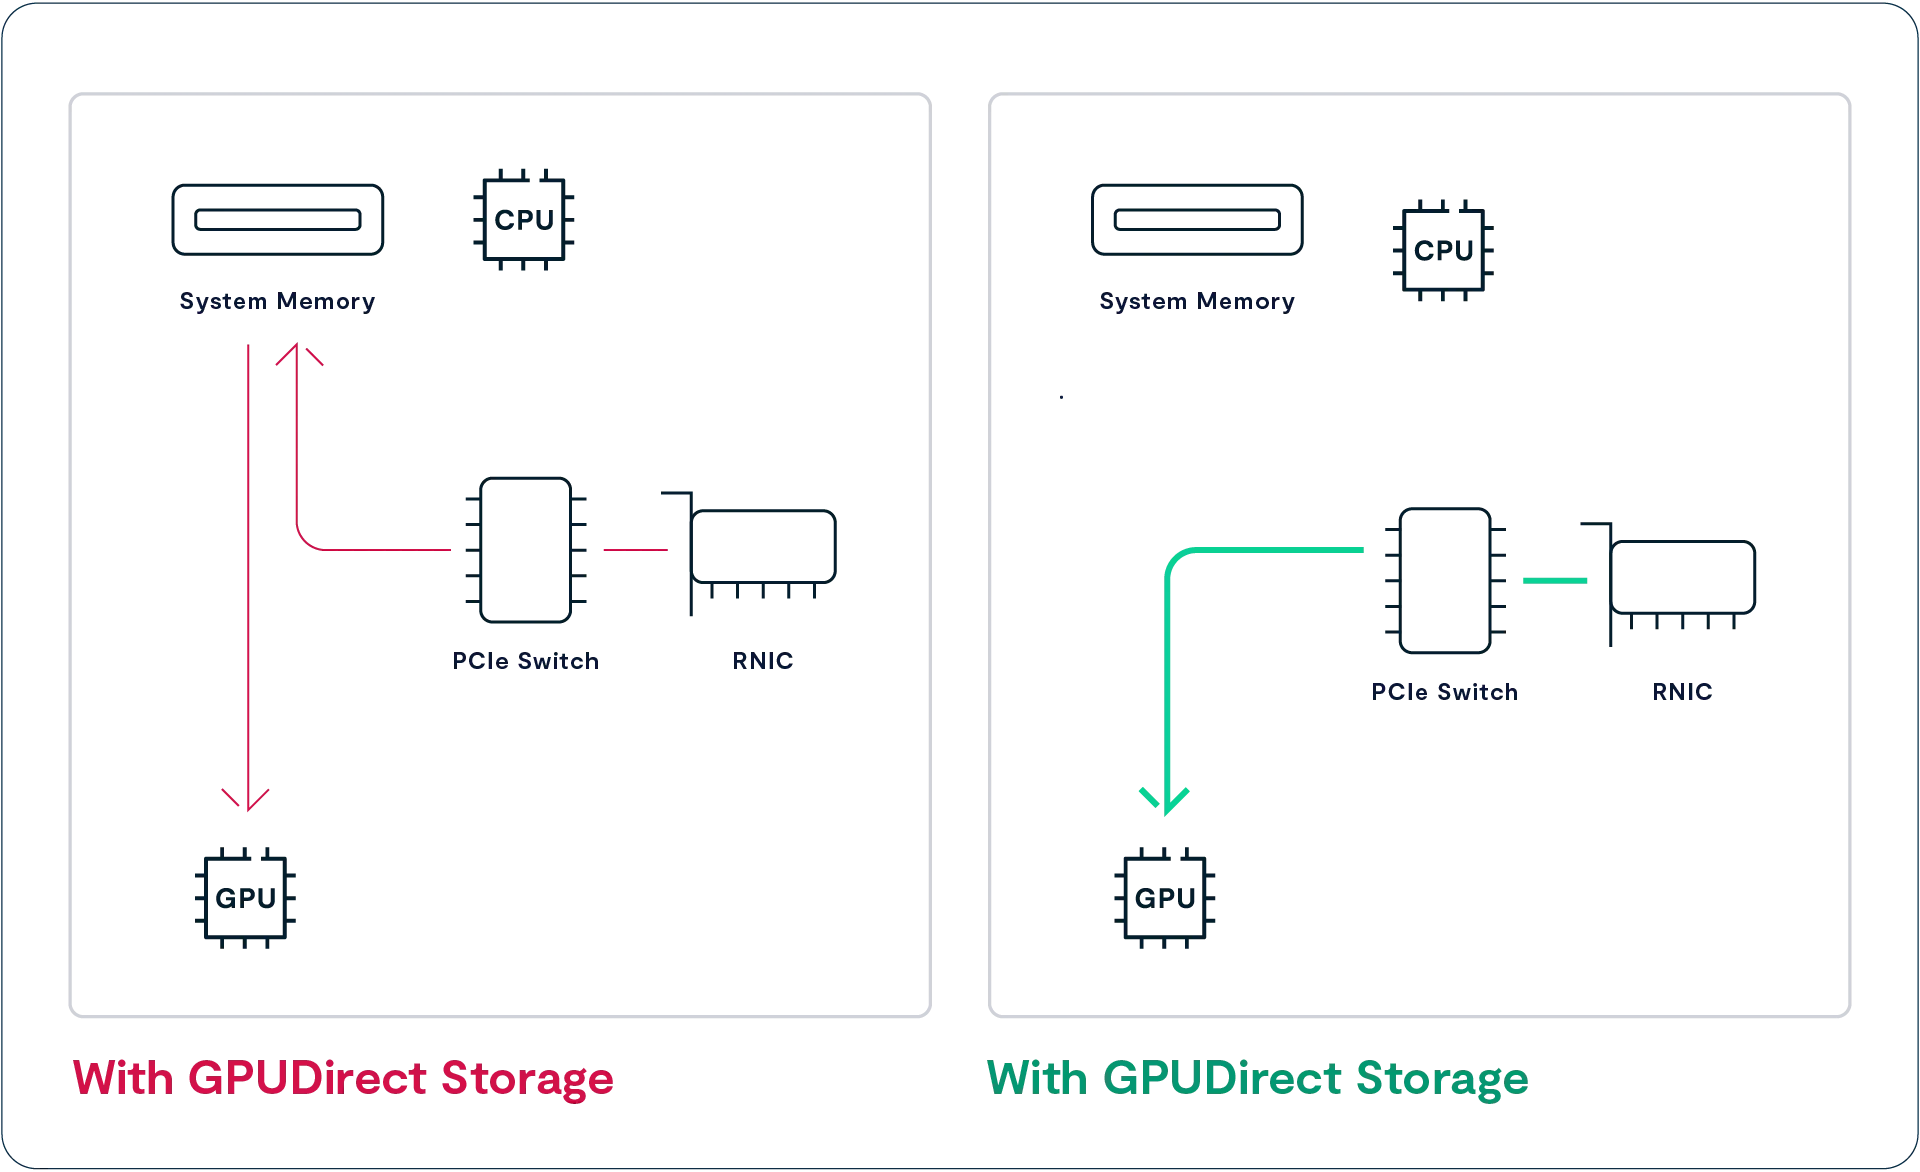 CPU
System Memory
PCIe Switch
RNIC
GPU
With GPUDirect Storage
CPU
System Memory
PCIe Switch
RNIC
GPU
With GPUDirect Storage